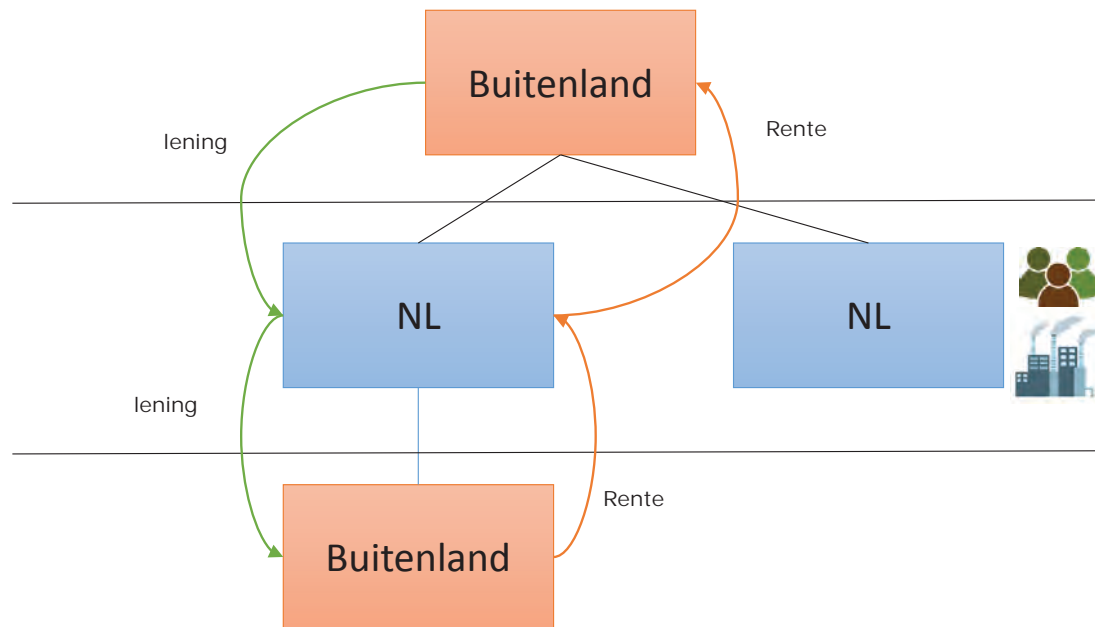 Buitenland
lening
Rente
NL
NL
lening
Rente
Buitenland